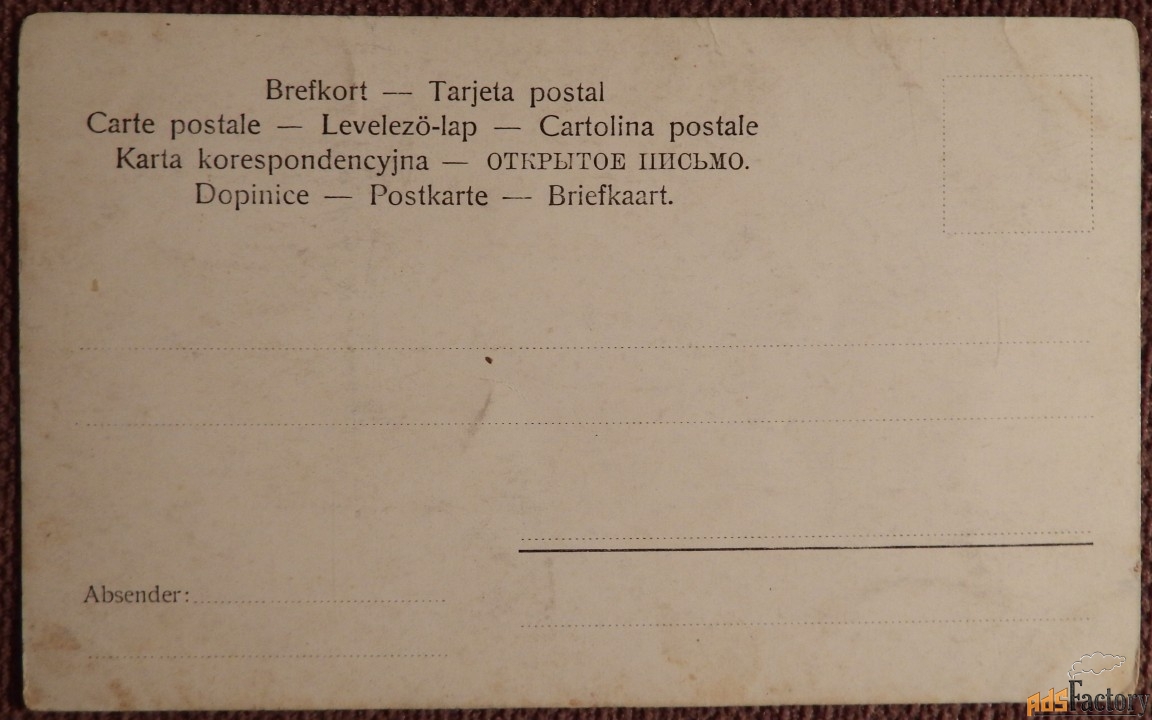 Brefkort — Tarjeta postal
Carte postale — Levelezö-lap — Cartolina postale
Karta korespondencyjna — ОТКРЫТОЕ ПИСЬМО.
Dopinice — Postkarte — Briefkaart.
Absender:
AdsFactory